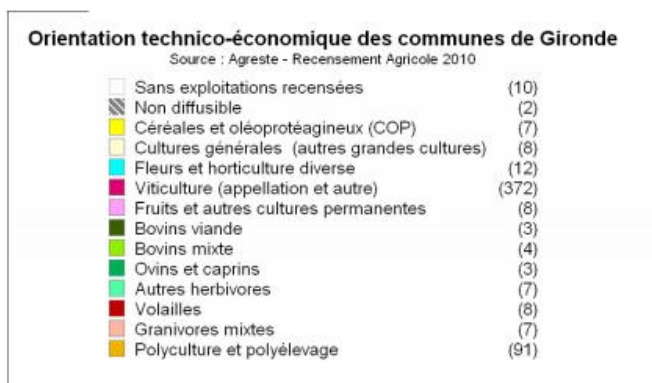 Orientation technico-économique des communes de Gironde
Source : Agreste - Recensement Agricole 2010
Sans exploitations recensées (10)
Non diffusible (2)
Céréales et oléoprotéagineux (COP) (7)
Cultures générales (autres grandes cultures) (8)
Fleurs et horticulture diverse (12)
Viticulture (appellation et autre) (372)
Fruits et autres cultures permanentes (8)
Bovins viande (3)
Bovins mixte (4)
Ovins et caprins (3)
Autres herbivores (7)
Volailles (8)
Granivores mixtes (7)
Polyculture et polyélevage (91)